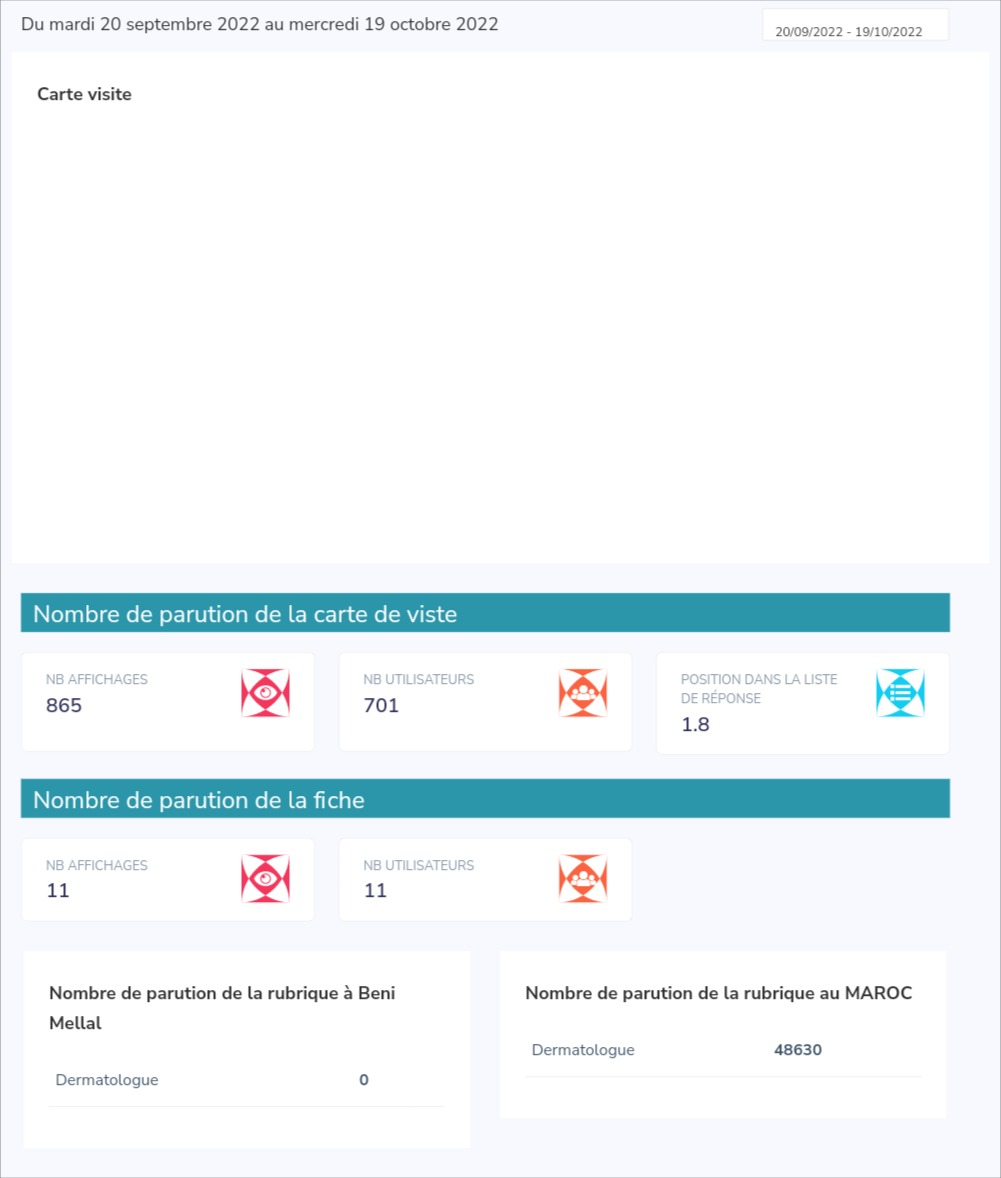 Du mardi 20 septembre 2022 au mercredi 19 octobre 2022
20/09/2022 - 19/10/2022
Carte visite
Nombre de parution de la carte de viste
NB AFFICHAGES
865
NB UTILISATEURS
701
POSITION DANS LA LISTE
DE RÉPONSE
1.8
Nombre de parution de la fiche
NB AFFICHAGES
11
NB UTILISATEURS
11
Nombre de parution de la rubrique à Beni
Mellal
Dermatologue 0
Nombre de parution de la rubrique au MAROC
Dermatologue 48630